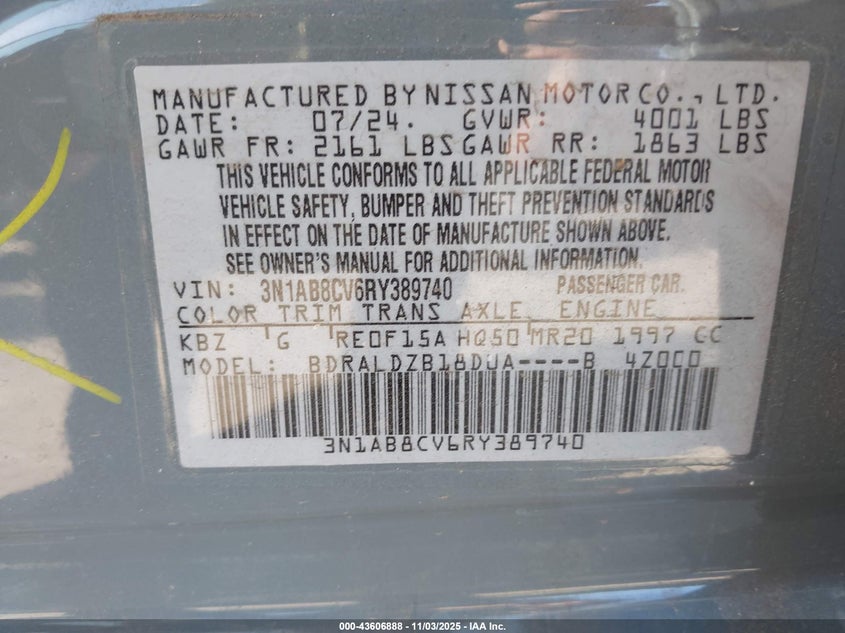 MANUFACTURED BY NISSAN MOTOR CO., LTD.
DATE: 07/24. GVWR: 4001 LBS
GAWR FR: 2161 LBS GAWR RR: 1863 LBS
THIS VEHICLE CONFORMS TO ALL APPLICABLE FEDERAL MOTOR
VEHICLE SAFETY, BUMPER AND THEFT PREVENTION STANDARDS
IN EFFECT ON THE DATE OF MANUFACTURE SHOWN ABOVE.
SEE OWNER'S MANUAL FOR ADDITIONAL INFORMATION.
VIN: 3N1AB8CV6RY389740 PASSENGER CAR.
COLOR TRIM TRANS AXLE ENGINE
KBZ G RE0F15A HQ50 MR20 1997 CC
MODEL: BDRALDZB18DUA----B 4Z0C0
3N1AB8CV6RY389740
000-43606888 - 11/03/2025 - IAA Inc.